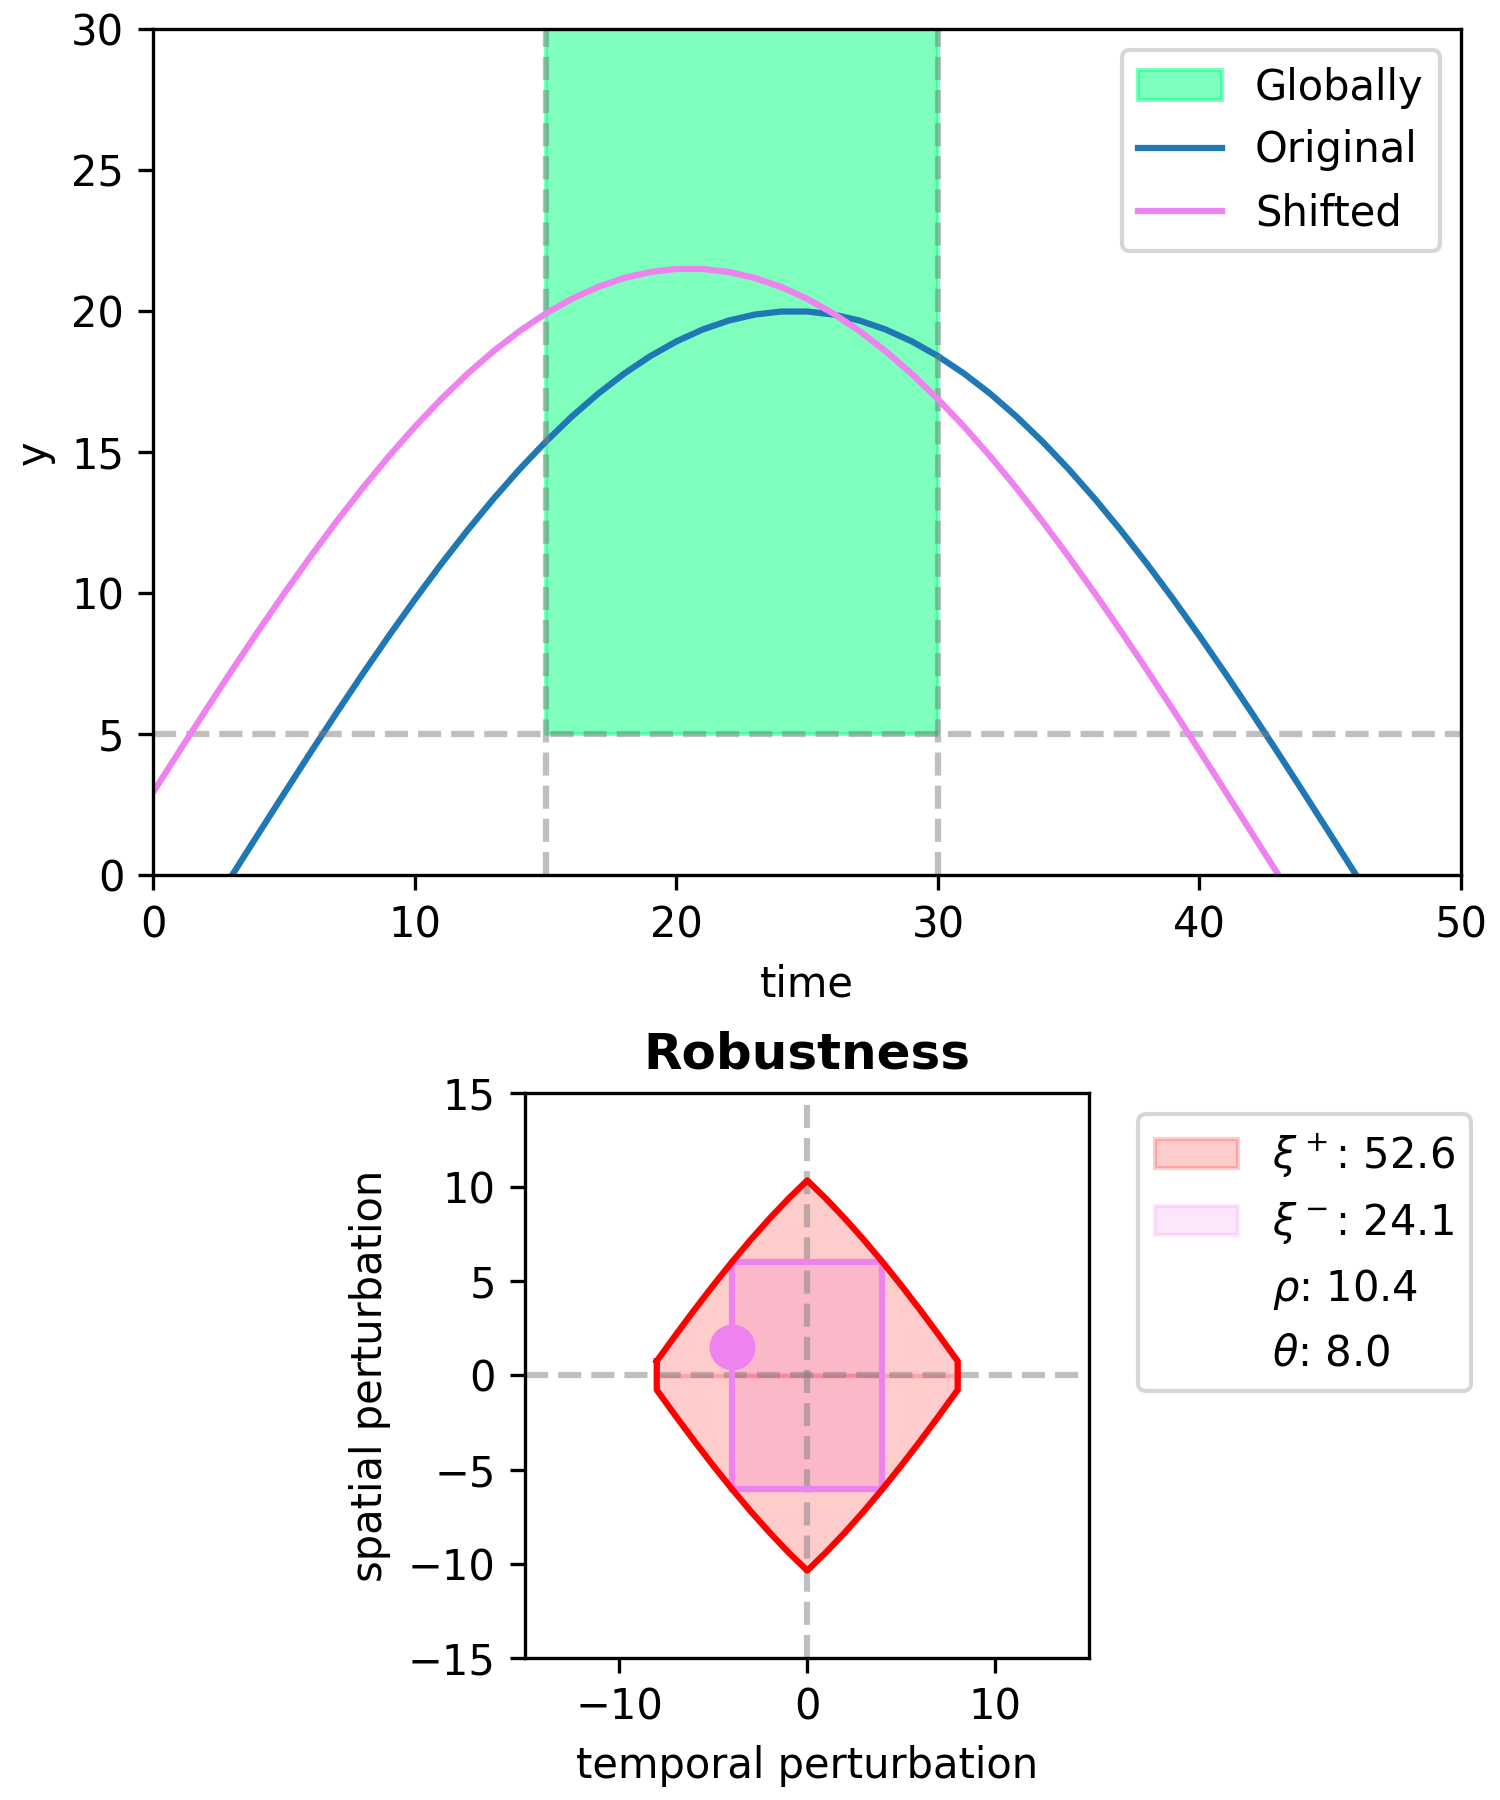 30
25
20
15
10
5
0
y
Globally
Original
Shifted
0 10 20 30 40 50
time
Robustness
15
10
5
0
−5
−10
−15
spatial perturbation
ξ⁺: 52.6
ξ⁻: 24.1
ρ: 10.4
θ: 8.0
−10 0 10
temporal perturbation